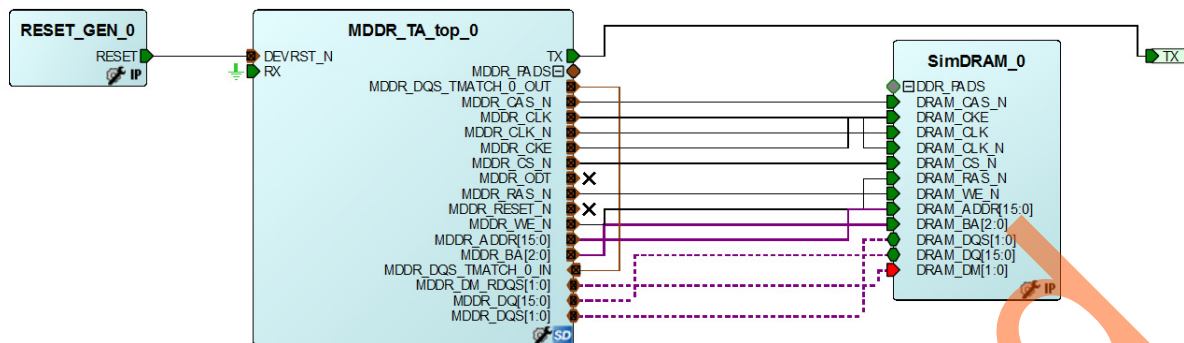 RESET_GEN_0
RESET
IP
MDDR_TA_top_0
DEVRST_N
RX
TX
MDDR_PADS
MDDR_DQS_TMATCH_0_OUT
MDDR_CAS_N
MDDR_CLK
MDDR_CLK_N
MDDR_CKE
MDDR_CS_N
MDDR_ODT
MDDR_RAS_N
MDDR_RESET_N
MDDR_WE_N
MDDR_ADDR[15:0]
MDDR_BA[2:0]
MDDR_DQS_TMATCH_0_IN
MDDR_DM_RDQS[1:0]
MDDR_DQ[15:0]
MDDR_DQS[1:0]
SD
SimDRAM_0
DDR_PADS
DRAM_CAS_N
DRAM_CKE
DRAM_CLK
DRAM_CLK_N
DRAM_CS_N
DRAM_RAS_N
DRAM_WE_N
DRAM_ADDR[15:0]
DRAM_BA[2:0]
DRAM_DQS[1:0]
DRAM_DQ[15:0]
DRAM_DM[1:0]
IP
TX